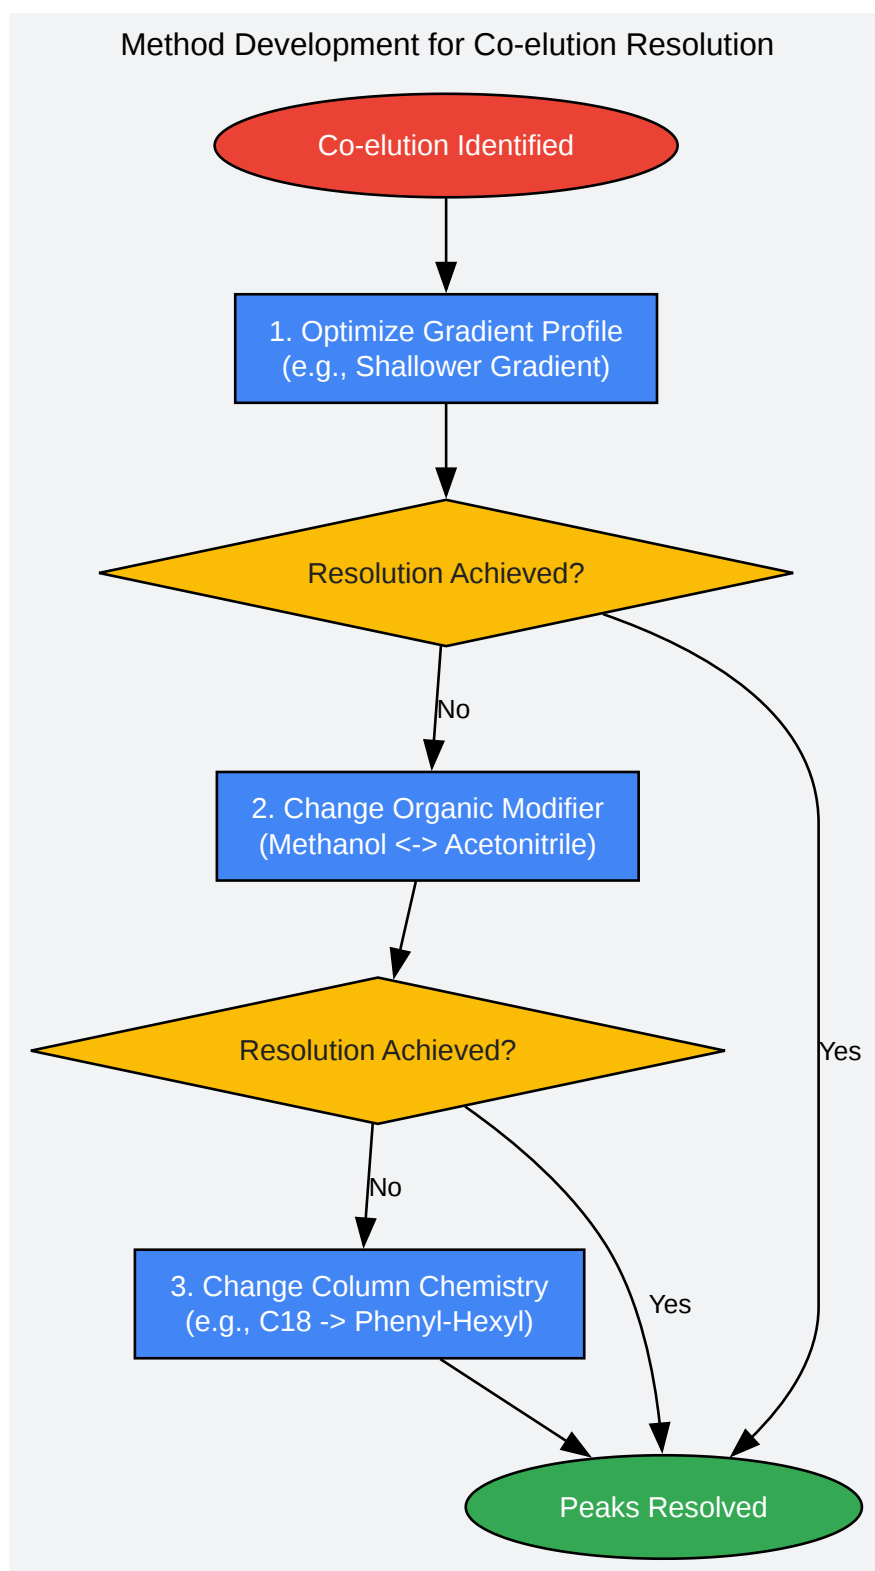 Method Development for Co-elution Resolution
Co-elution Identified
1. Optimize Gradient Profile
(e.g., Shallower Gradient)
Resolution Achieved?
No
2. Change Organic Modifier
(Methanol <-> Acetonitrile)
Resolution Achieved?
Yes
No
3. Change Column Chemistry
(e.g., C18 -> Phenyl-Hexyl)
Yes
Peaks Resolved